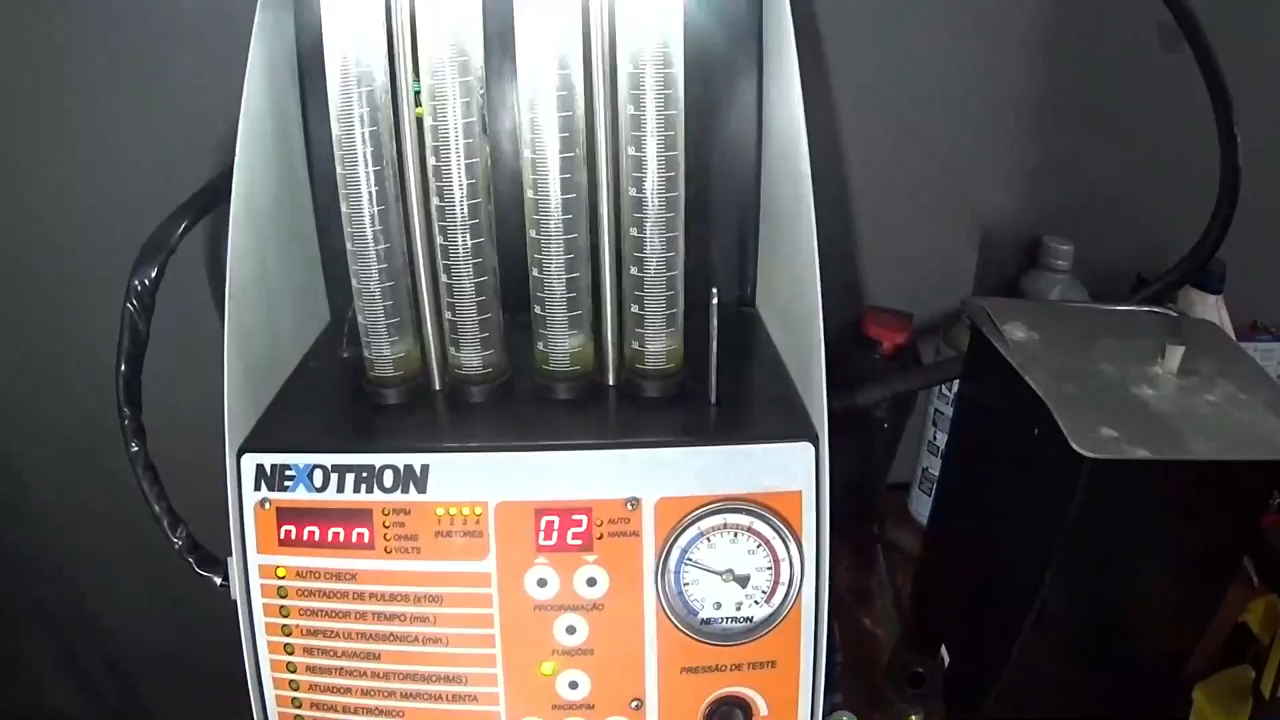 NEXOTRON
nnnn
RPM
ms
OHMS
VOLTS
1 2 3 4
INJETORES
02
AUTO
MANUAL
AUTO CHECK
CONTADOR DE PULSOS (x100)
CONTADOR DE TEMPO (min.)
*LIMPEZA ULTRASSÔNICA (min.)
RETROLAVAGEM
RESISTÊNCIA INJETORES(OHMS)
ATUADOR / MOTOR MARCHA LENTA
PEDAL ELETRÔNICO
PROGRAMAÇÃO
FUNÇÕES
INICIO/FIM
NEXOTRON
PRESSÃO DE TESTE